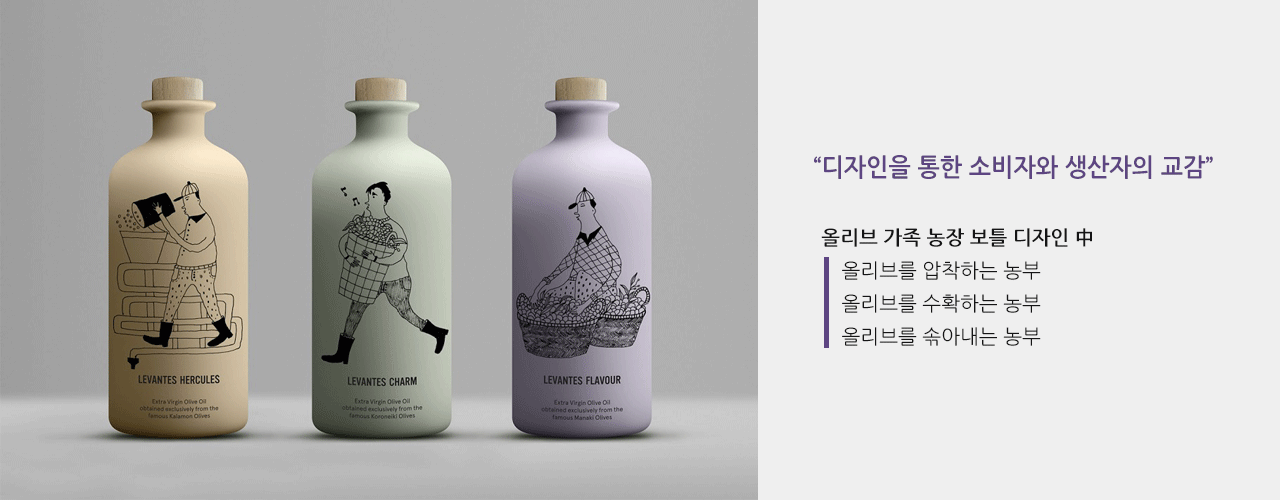 LEVANTES HERCULES
Extra Virgin Olive Oil
obtained exclusively from the
famous Kalamon Olives
LEVANTES CHARM
Extra Virgin Olive Oil
obtained exclusively from the
famous Koroneiki Olives
LEVANTES FLAVOUR
Extra Virgin Olive Oil
obtained exclusively from the
famous Manaki Olives
“디자인을 통한 소비자와 생산자의 교감”
올리브 가족 농장 보틀 디자인 中
올리브를 압착하는 농부
올리브를 수확하는 농부
올리브를 솎아내는 농부